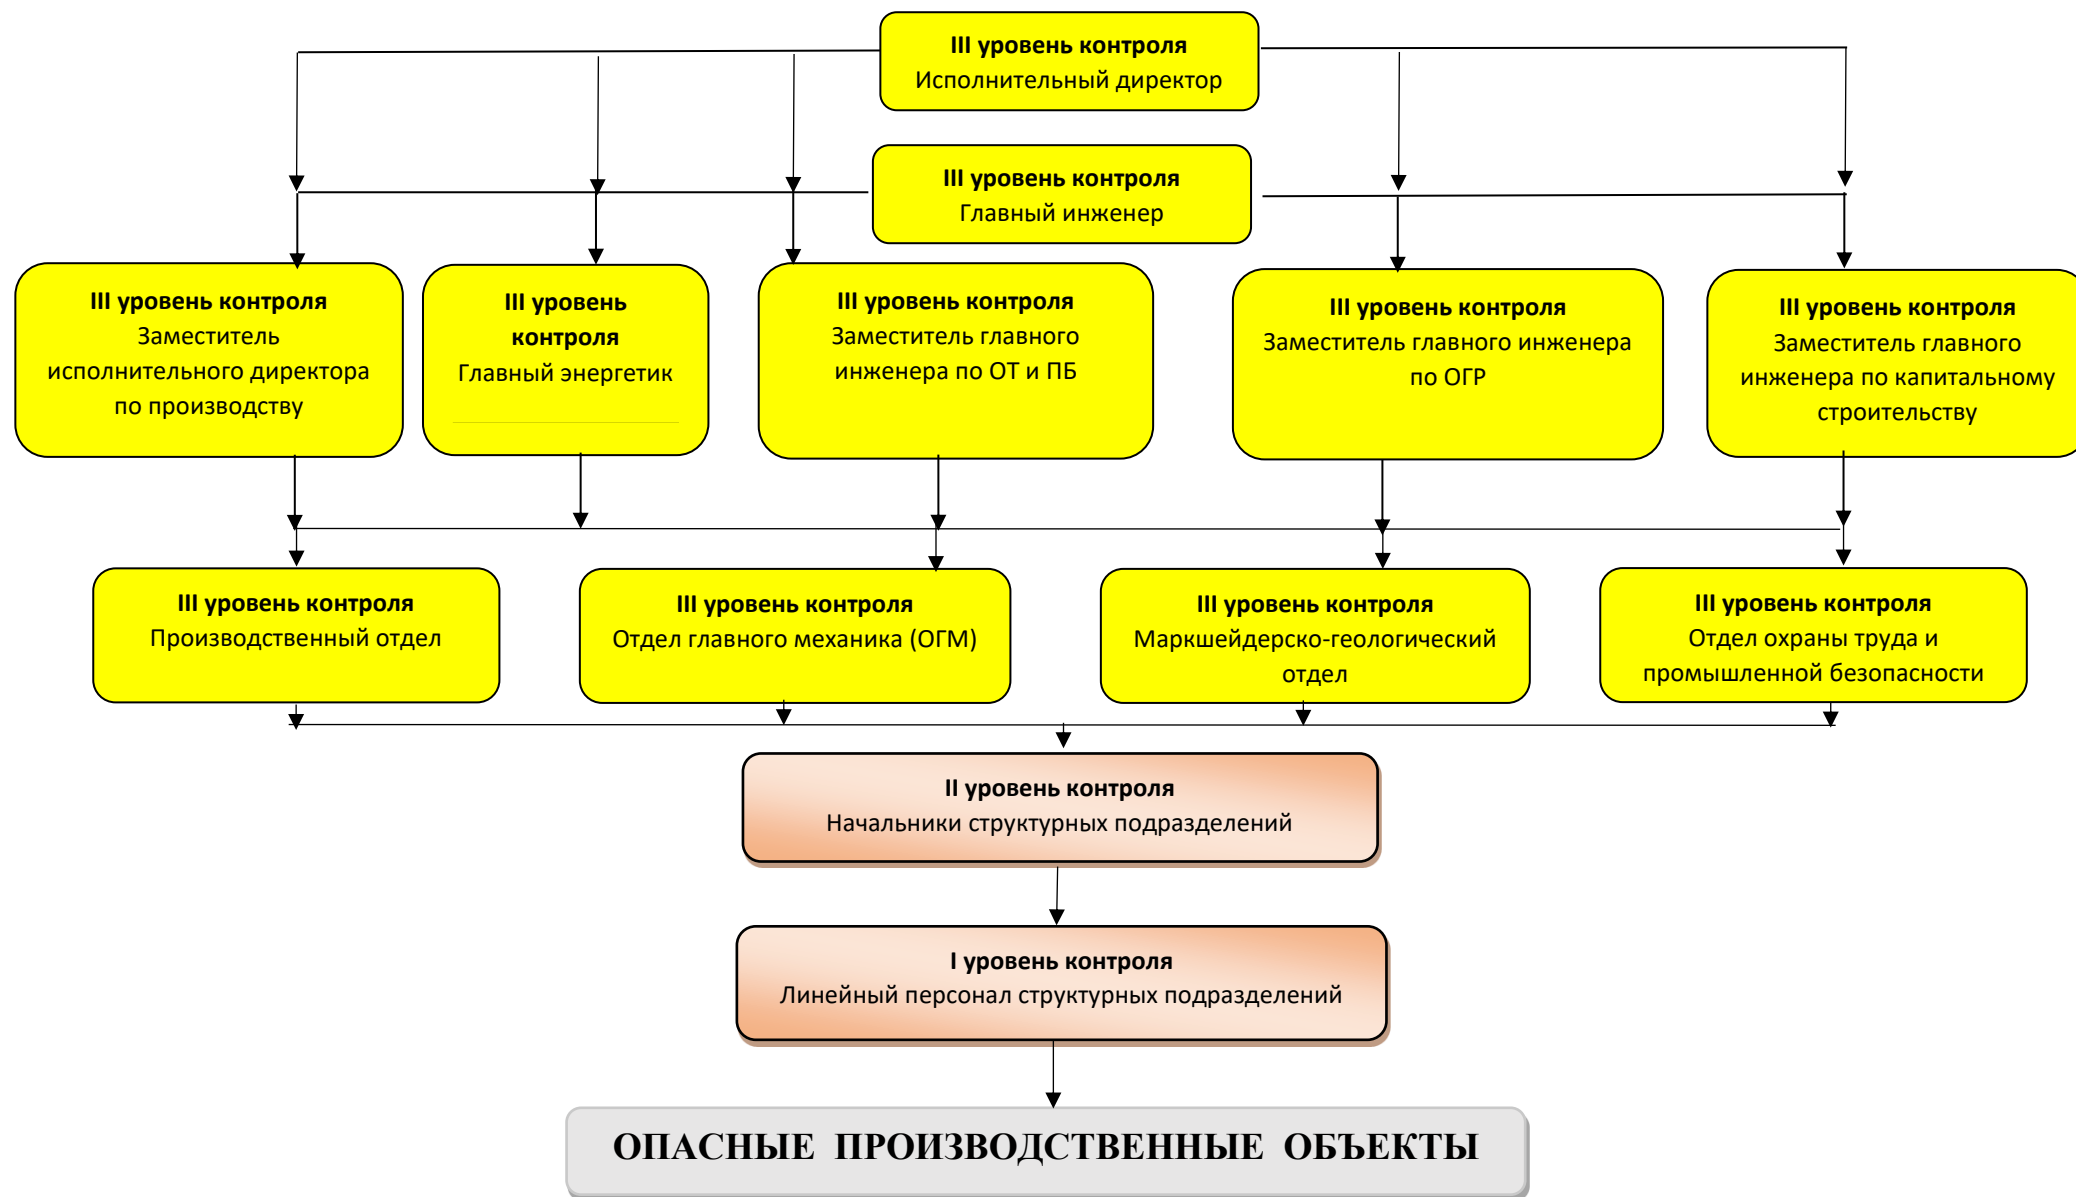 III уровень контроля
Исполнительный директор
III уровень контроля
Главный инженер
III уровень контроля
Заместитель
исполнительного директора
по производству
III уровень
контроля
Главный энергетик
III уровень контроля
Заместитель главного
инженера по ОТ и ПБ
III уровень контроля
Заместитель главного инженера
по ОГР
III уровень контроля
Заместитель главного
инженера по капитальному
строительству
III уровень контроля
Производственный отдел
III уровень контроля
Отдел главного механика (ОГМ)
III уровень контроля
Маркшейдерско-геологический
отдел
III уровень контроля
Отдел охраны труда и
промышленной безопасности
II уровень контроля
Начальники структурных подразделений
I уровень контроля
Линейный персонал структурных подразделений
ОПАСНЫЕ ПРОИЗВОДСТВЕННЫЕ ОБЪЕКТЫ